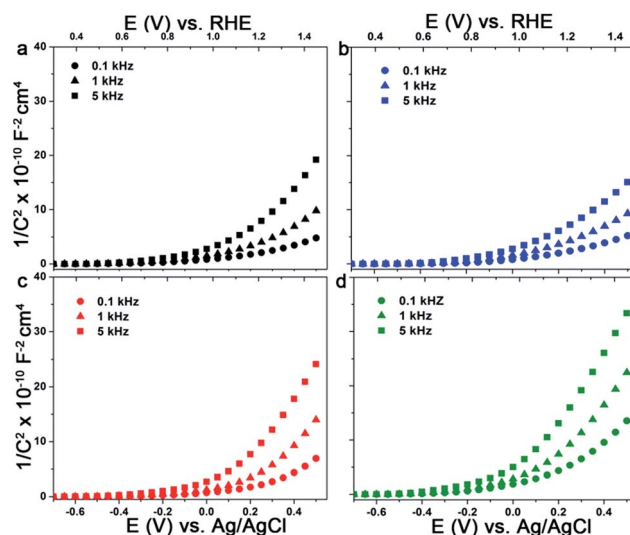 E (V) vs. RHE
E (V) vs. RHE
0.4 0.6 0.8 1.0 1.2 1.4
0.4 0.6 0.8 1.0 1.2 1.4
a
b
40
0.1 kHz
0.1 kHz
1 kHz
1 kHz
30
5 kHz
5 kHz
1/C² x 10⁻¹⁰ F⁻² cm⁴
20
10
0
40
c
d
0.1 kHz
0.1 kHZ
1 kHz
1 kHz
30
5 kHz
5 kHz
1/C² x 10⁻¹⁰ F⁻² cm⁴
20
10
0
-0.6 -0.4 -0.2 0.0 0.2 0.4
-0.6 -0.4 -0.2 0.0 0.2 0.4
E (V) vs. Ag/AgCl
E (V) vs. Ag/AgCl